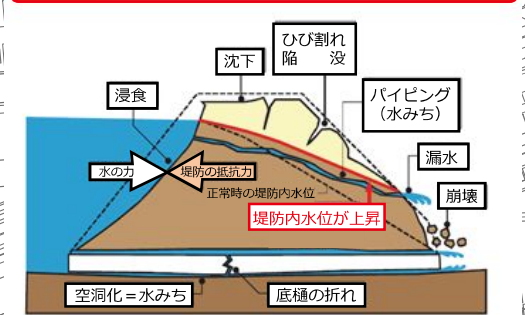 ひび割れ
陥　没
沈下
浸食
パイピング
（水みち）
漏水
水の力
堤防の抵抗力
正常時の堤防内水位
崩壊
堤防内水位が上昇
空洞化＝水みち
底樋の折れ